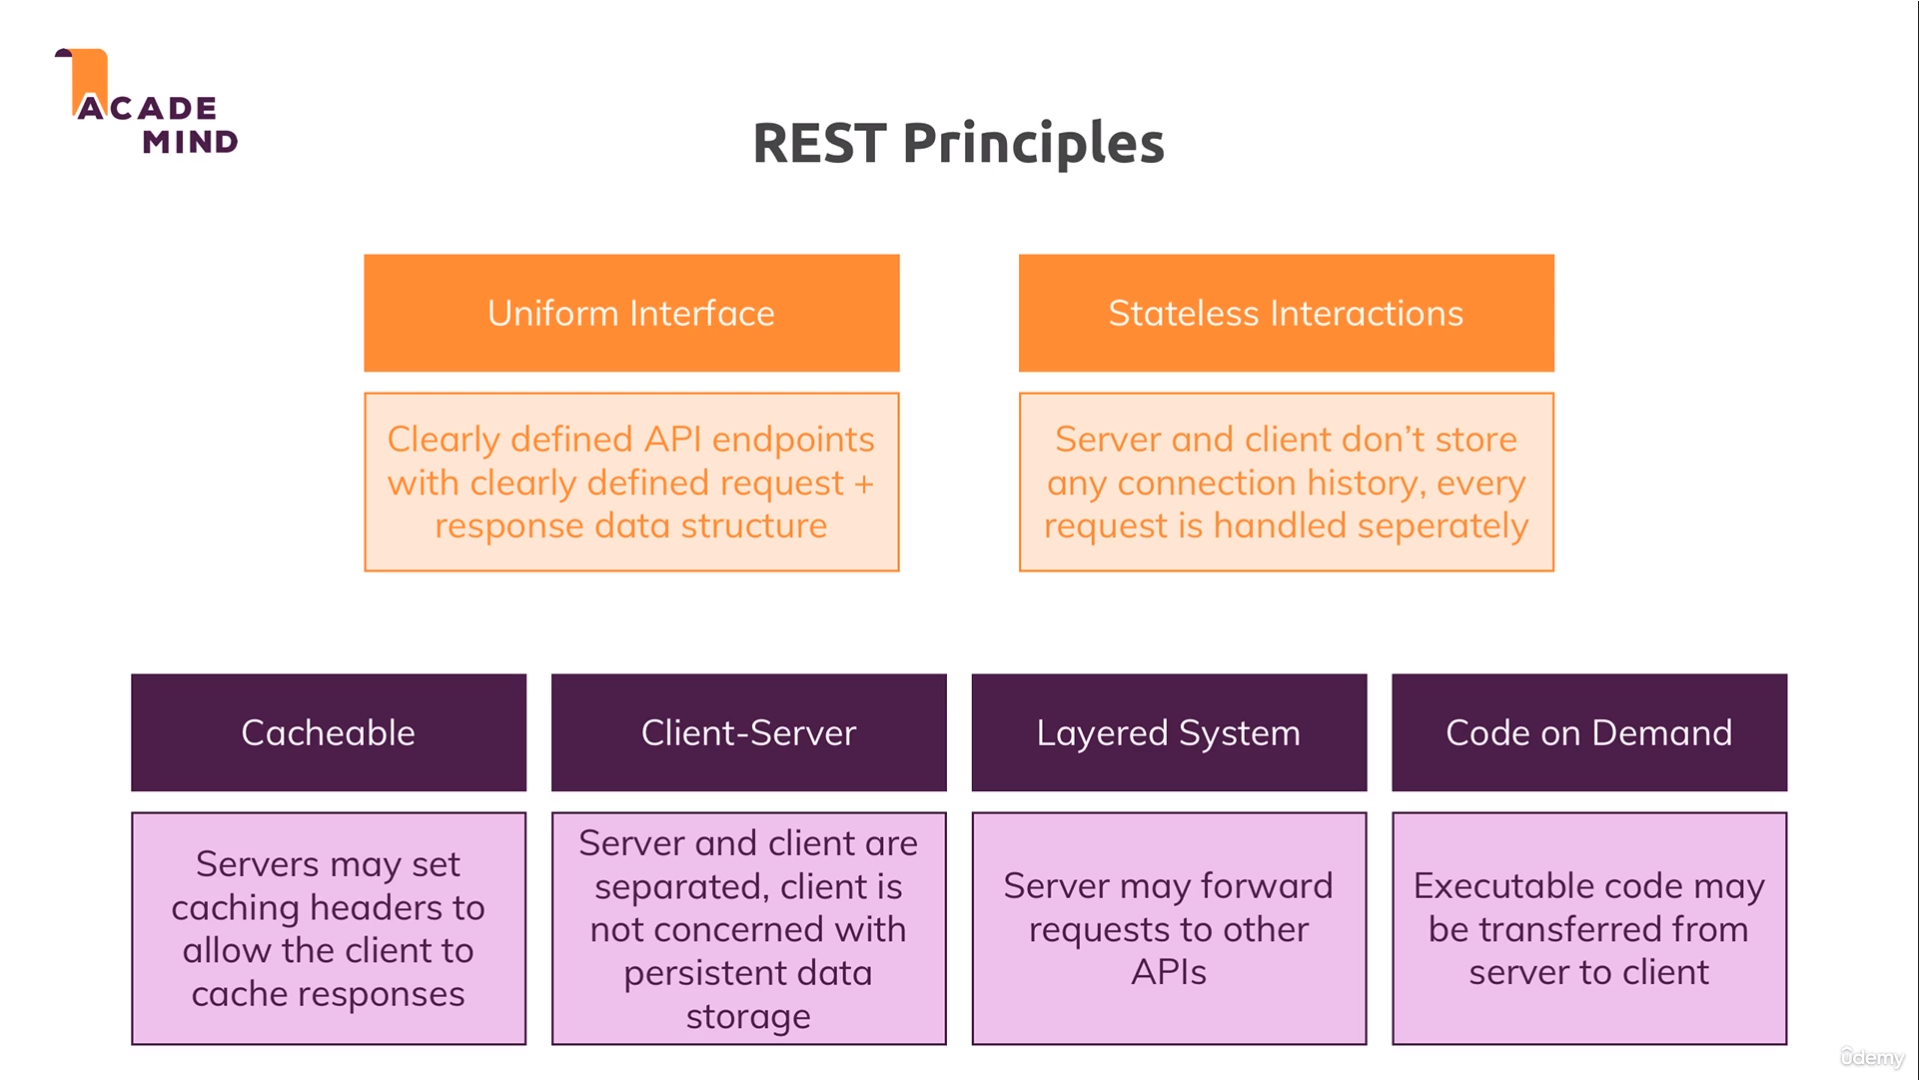 ACADE
MIND
REST Principles
Uniform Interface
Clearly defined API endpoints
with clearly defined request +
response data structure
Stateless Interactions
Server and client don't store
any connection history, every
request is handled seperately
Cacheable
Servers may set
caching headers to
allow the client to
cache responses
Client-Server
Server and client are
separated, client is
not concerned with
persistent data
storage
Layered System
Server may forward
requests to other
APIs
Code on Demand
Executable code may
be transferred from
server to client
ûdemy